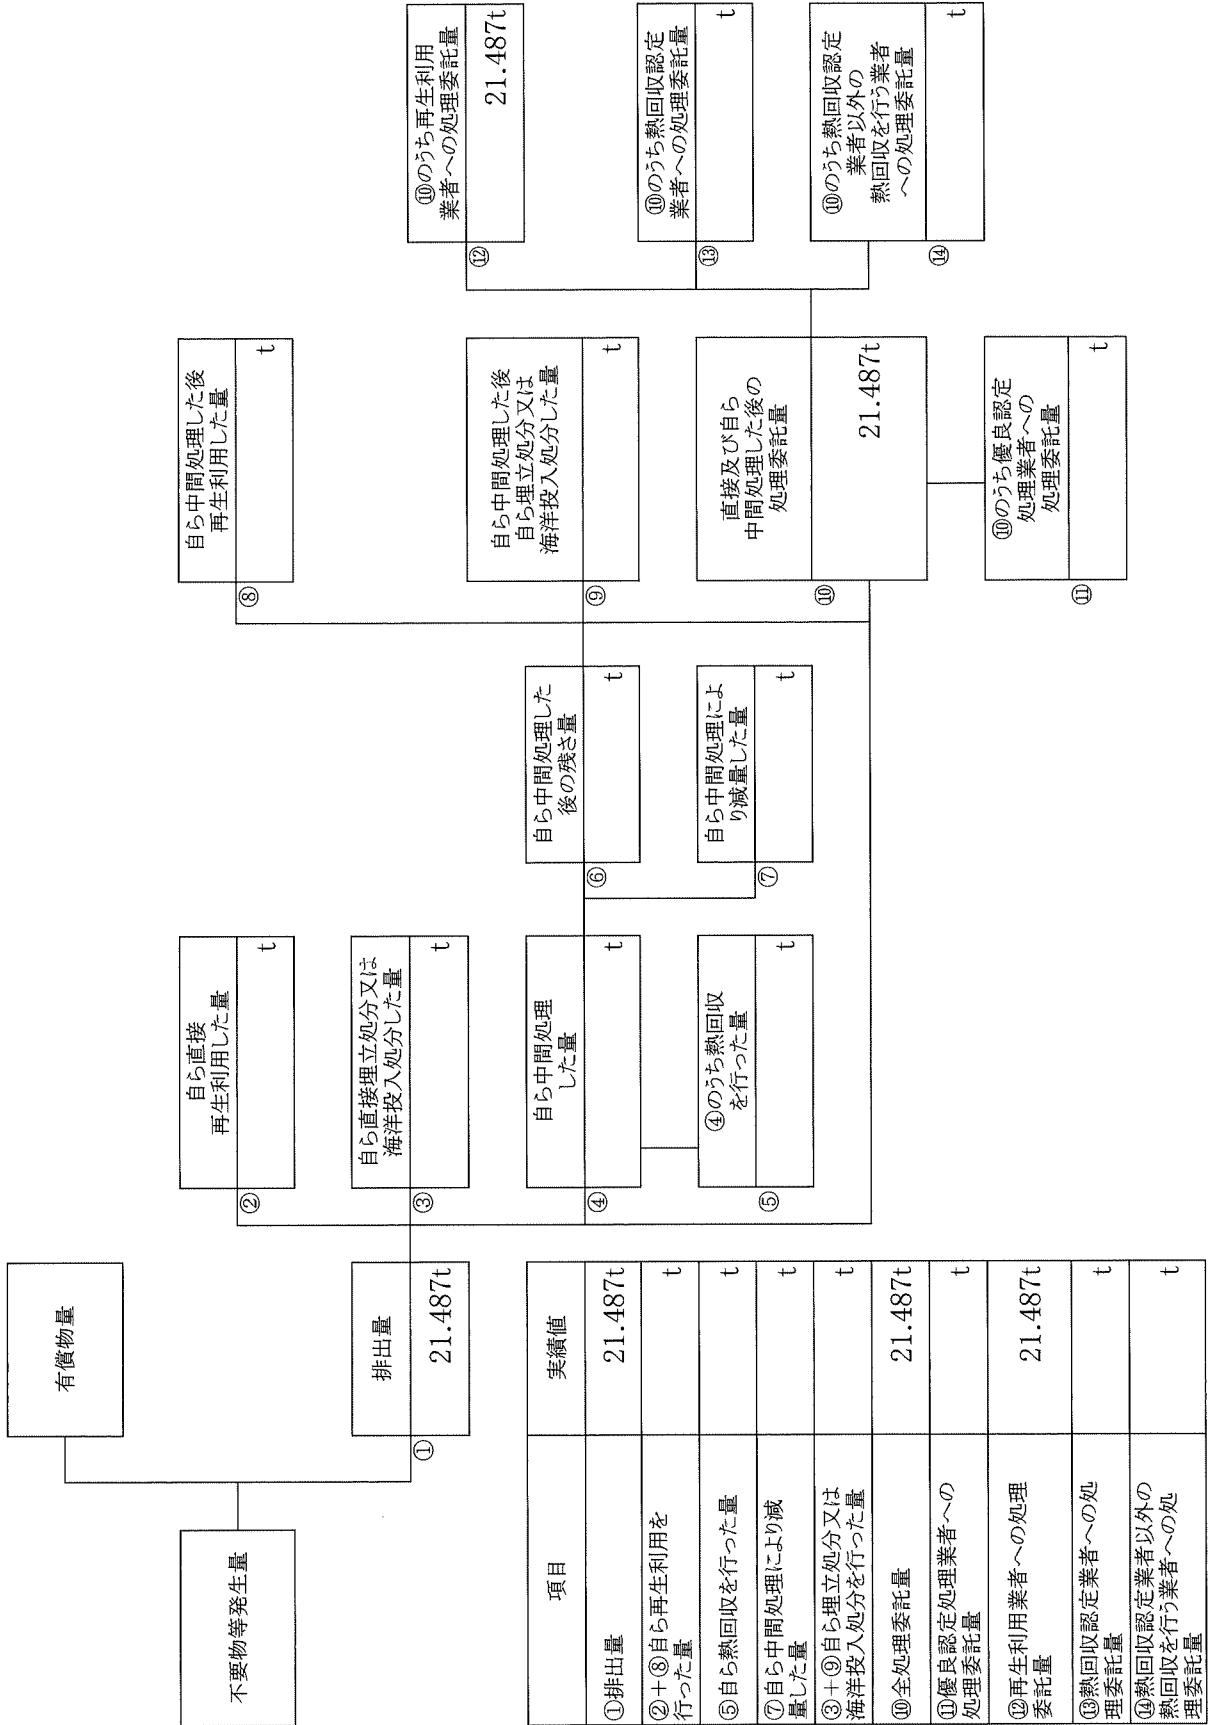 不要物等発生量
有償物量
排出量
①
21.487t
自ら直接
再生利用した量
②
t
自ら直接埋立処分又は
海洋投入処分した量
③
t
自ら中間処理
した量
④
t
④のうち熱回収
を行った量
⑤
t
自ら中間処理した
後の残さ量
⑥
t
自ら中間処理によ
り減量した量
⑦
t
自ら中間処理した後
再生利用した量
⑧
t
自ら中間処理した後
自ら埋立処分又は
海洋投入処分した量
⑨
t
直接及び自ら
中間処理した後の
処理委託量
⑩
21.487t
⑩のうち優良認定
処理業者への
処理委託量
⑪
t
⑩のうち再生利用
業者への処理委託量
⑫
21.487t
⑩のうち熱回収認定
業者への処理委託量
⑬
t
⑩のうち熱回収認定
業者以外の
熱回収を行う業者
への処理委託量
⑭
t
項目 実績値
①排出量 21.487t
②+⑧自ら再生利用を
行った量 t
⑤自ら熱回収を行った量 t
⑦自ら中間処理により減
量した量 t
③+⑨自ら埋立処分又は
海洋投入処分を行った量 t
⑩全処理委託量 21.487t
⑪優良認定処理業者への
処理委託量 t
⑫再生利用業者への処理
委託量 21.487t
⑬熱回収認定業者への処
理委託量 t
⑭熱回収認定業者以外の
熱回収を行う業者への処
理委託量 t